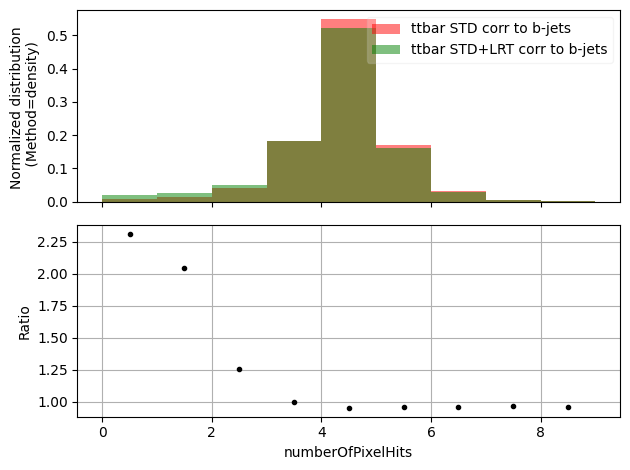 Normalized distribution
(Method=density)
0.5
0.4
0.3
0.2
0.1
0.0
ttbar STD corr to b-jets
ttbar STD+LRT corr to b-jets
Ratio
2.25
2.00
1.75
1.50
1.25
1.00
0 2 4 6 8
numberOfPixelHits